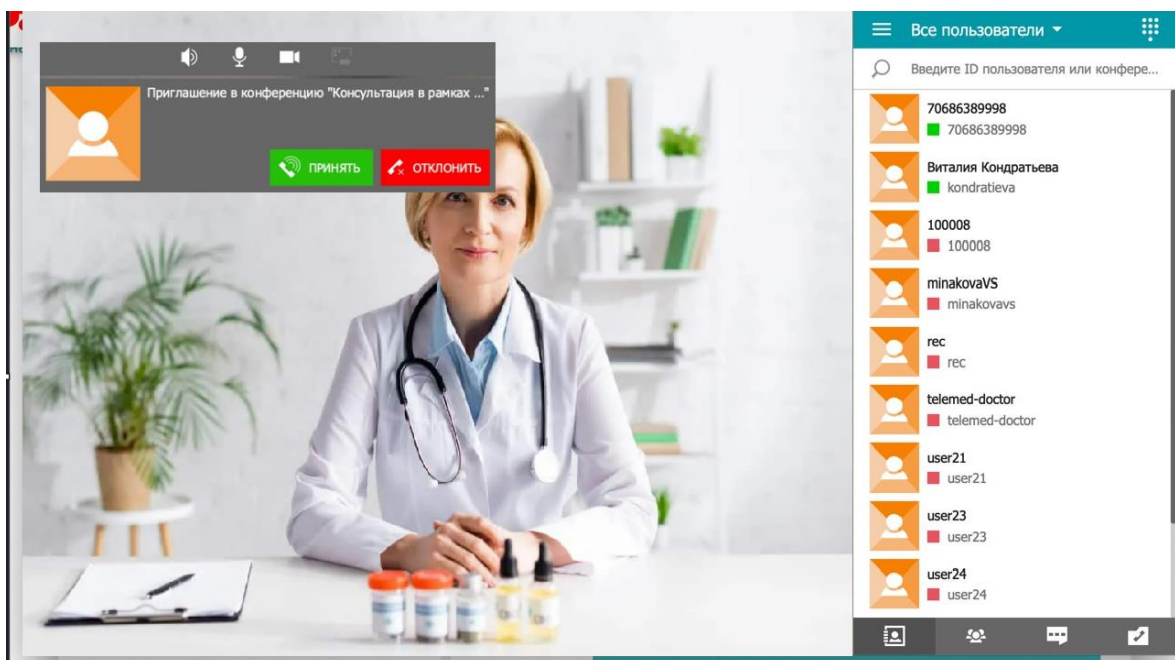 Приглашение в конференцию "Консультация в рамках ..."
ПРИНЯТЬ
ОТКЛОНИТЬ
Все пользователи
Введите ID пользователя или конфере...
70686389998
70686389998
Виталия Кондратьева
kondratieva
100008
100008
minakovaVS
minakovavs
rec
rec
telemed-doctor
telemed-doctor
user21
user21
user23
user23
user24
user24